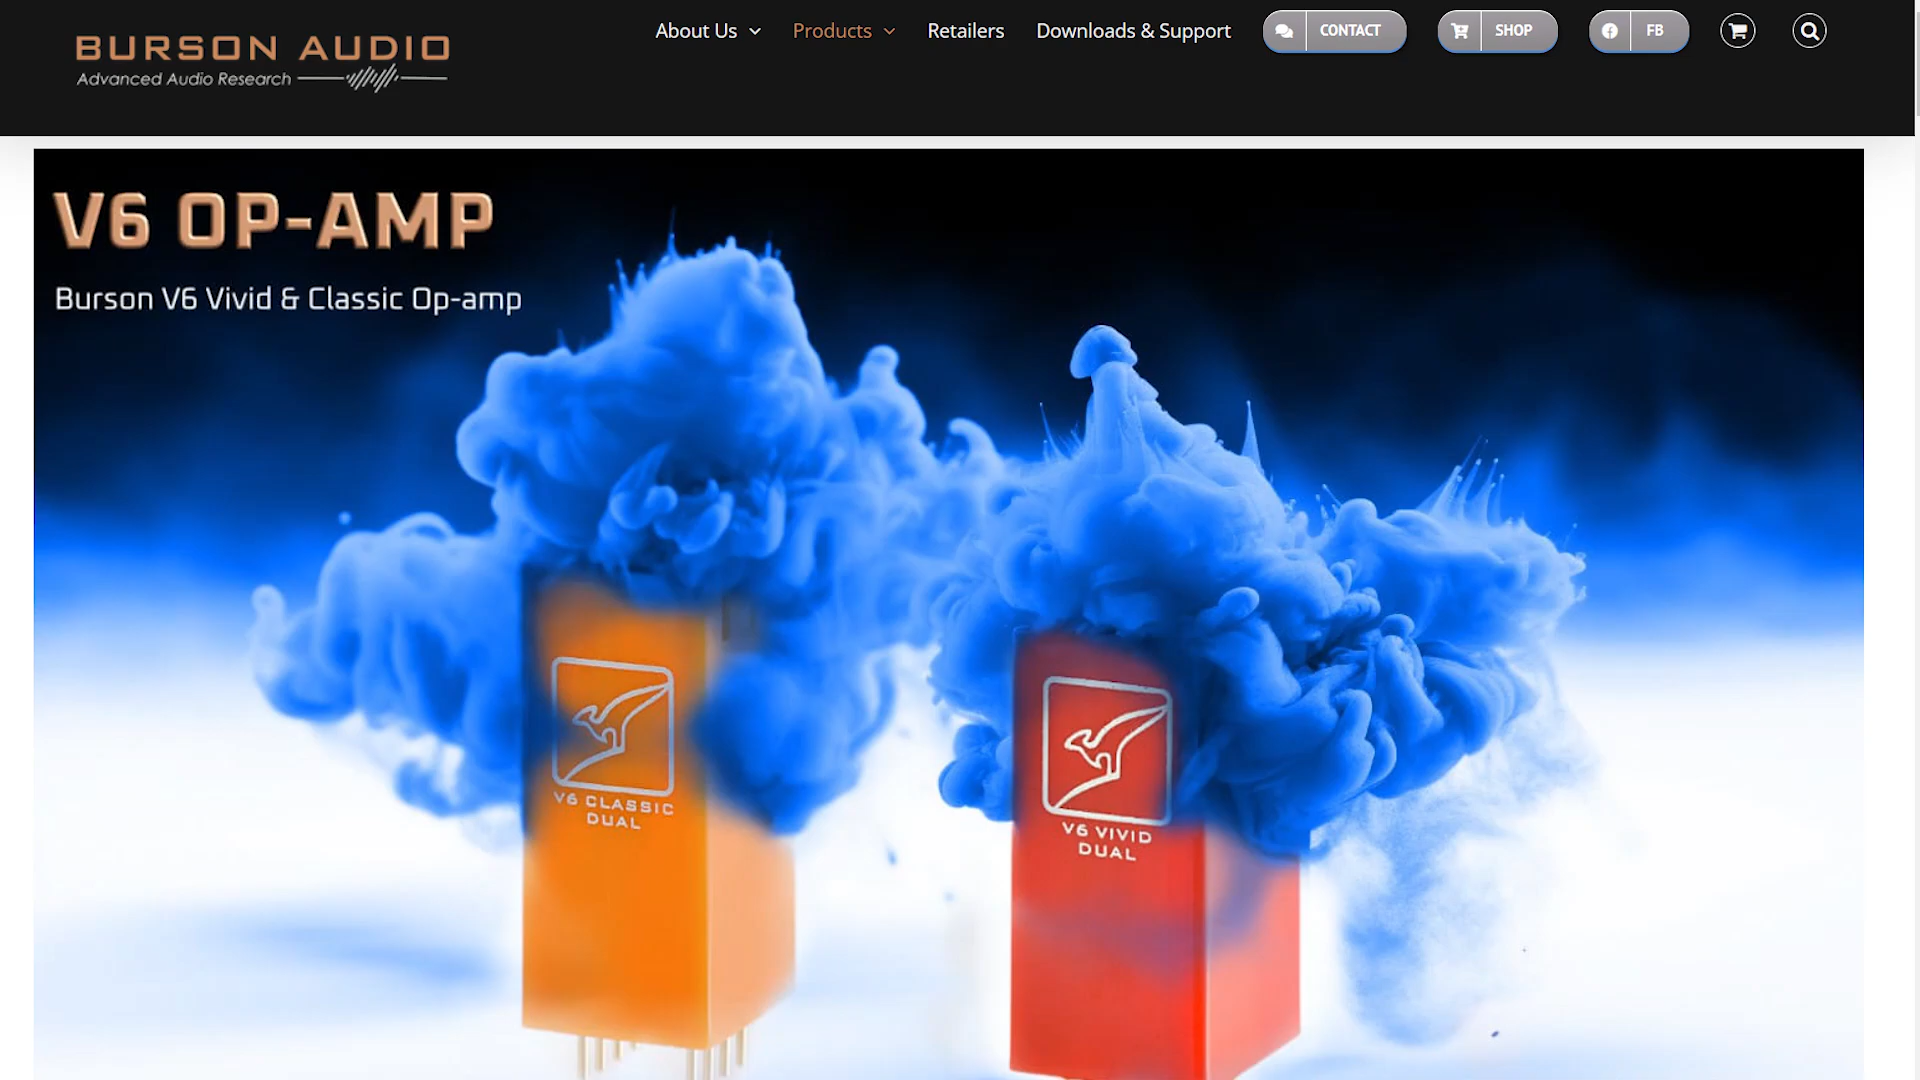 BURSON AUDIO
Advanced Audio Research
About Us
Products
Retailers
Downloads & Support
CONTACT
SHOP
FB
V6 OP-AMP
Burson V6 Vivid & Classic Op-amp
V6 CLASSIC
DUAL
V6 VIVID
DUAL